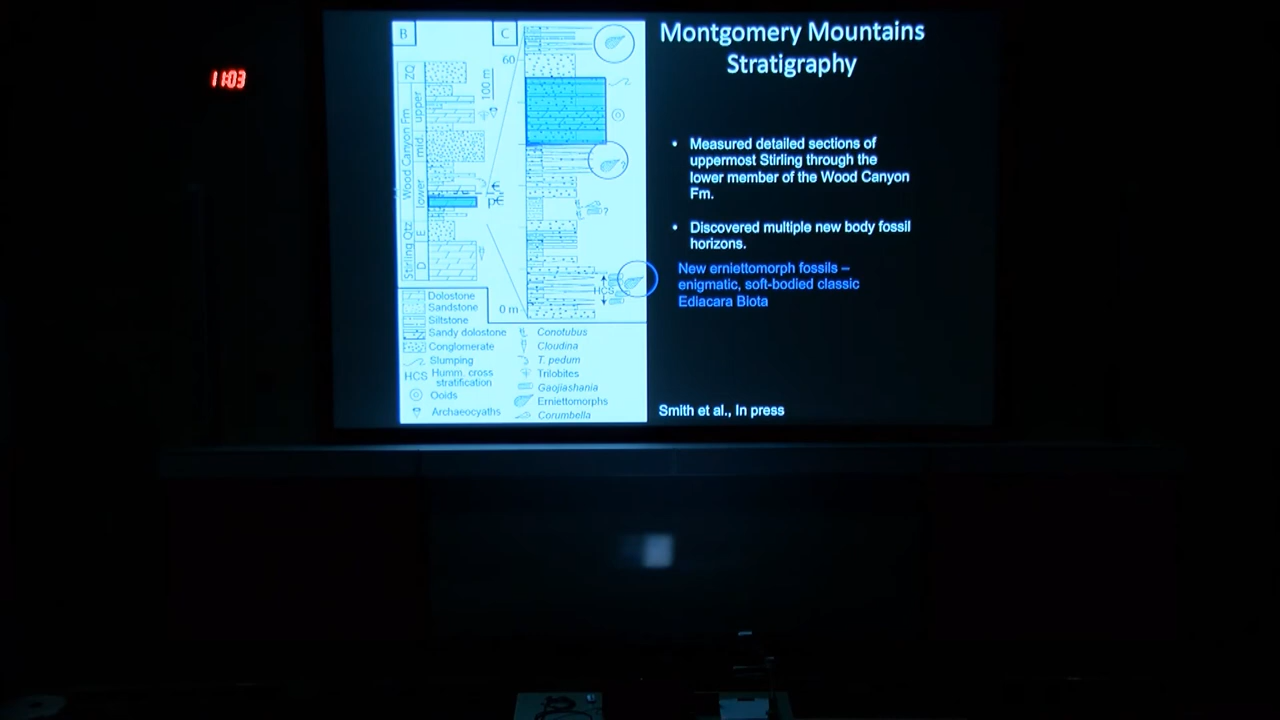 11:03
Montgomery Mountains
Stratigraphy
B
C
60
100 m
ZQ
upper
mid.
lower
Wood Canyon Fm
E
D
Stirling Qtz
Є
pЄ
?
?
HCS
0 m
• Measured detailed sections of
uppermost Stirling through the
lower member of the Wood Canyon
Fm.
• Discovered multiple new body fossil
horizons.
New erniettomorph fossils –
enigmatic, soft-bodied classic
Ediacara Biota
Dolostone
Sandstone
Siltstone
Sandy dolostone
Conglomerate
Slumping
HCS Humm. cross
stratification
Ooids
Archaeocyaths
Conotubus
Cloudina
T. pedum
Trilobites
Gaojiashania
Erniettomorphs
Corumbella
Smith et al., In press